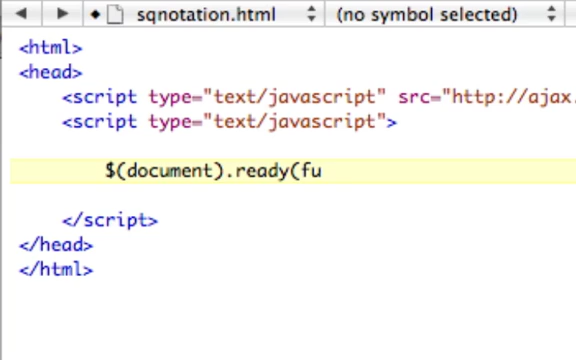 sqnotation.html (no symbol selected)
<html>
<head>
<script type="text/javascript" src="http://ajax.
<script type="text/javascript">
$(document).ready(fu
</script>
</head>
</html>